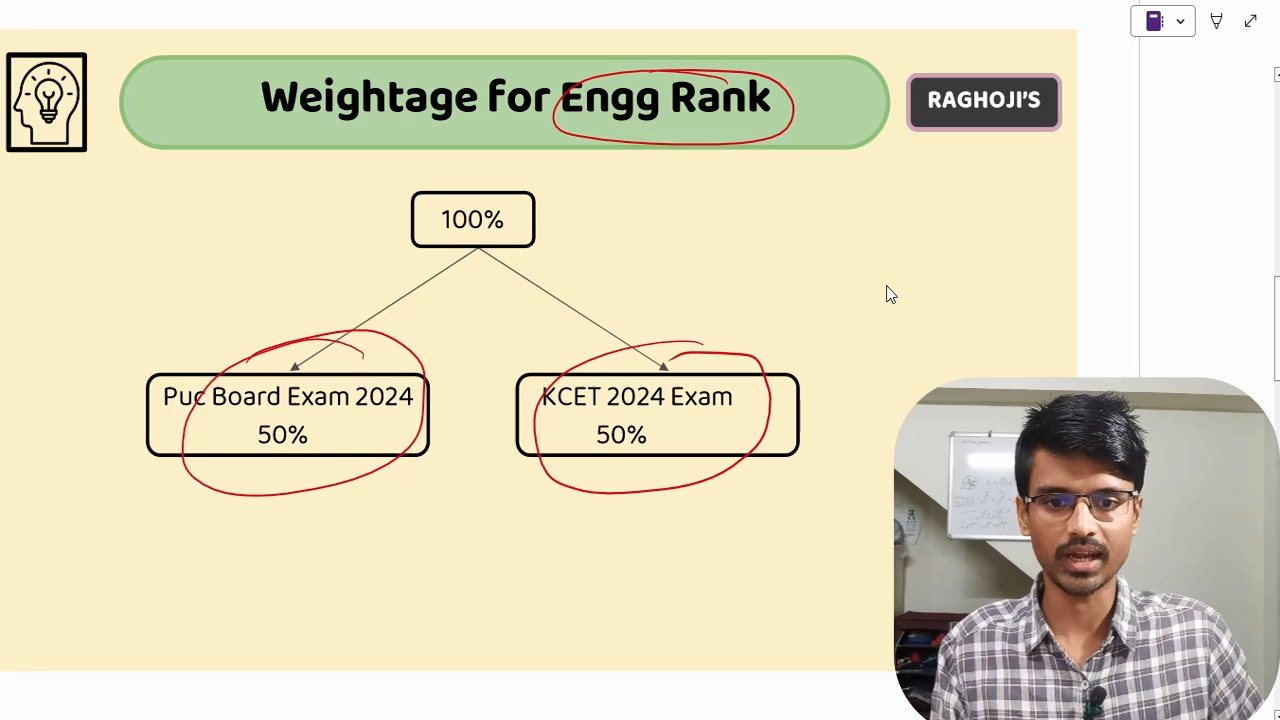 Weightage for Engg Rank
RAGHOJI'S
100%
Puc Board Exam 2024
50%
KCET 2024 Exam
50%